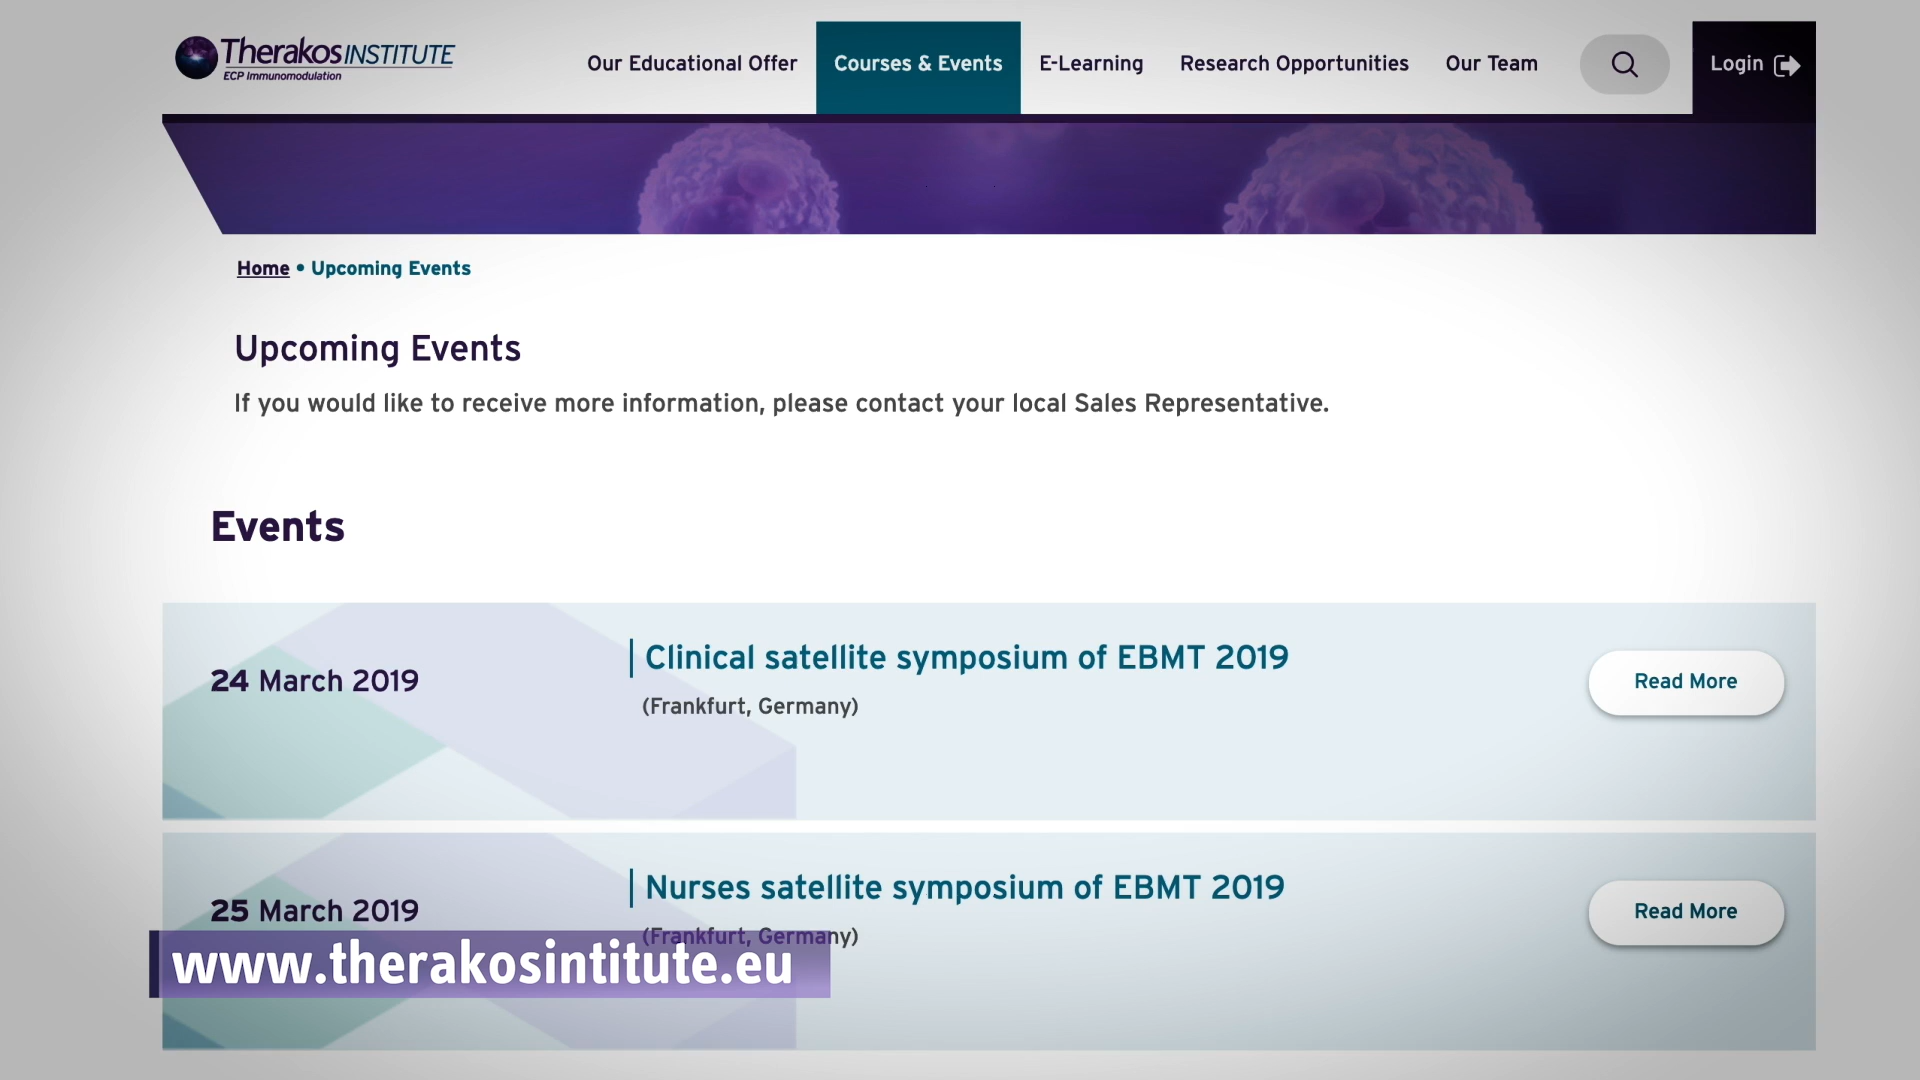 Therakos INSTITUTE
ECP Immunomodulation
Our Educational Offer
Courses & Events
E-Learning
Research Opportunities
Our Team
Login
Home • Upcoming Events
Upcoming Events
If you would like to receive more information, please contact your local Sales Representative.
Events
24 March 2019
Clinical satellite symposium of EBMT 2019
(Frankfurt, Germany)
Read More
25 March 2019
Nurses satellite symposium of EBMT 2019
(Frankfurt, Germany)
Read More
www.therakosintitute.eu